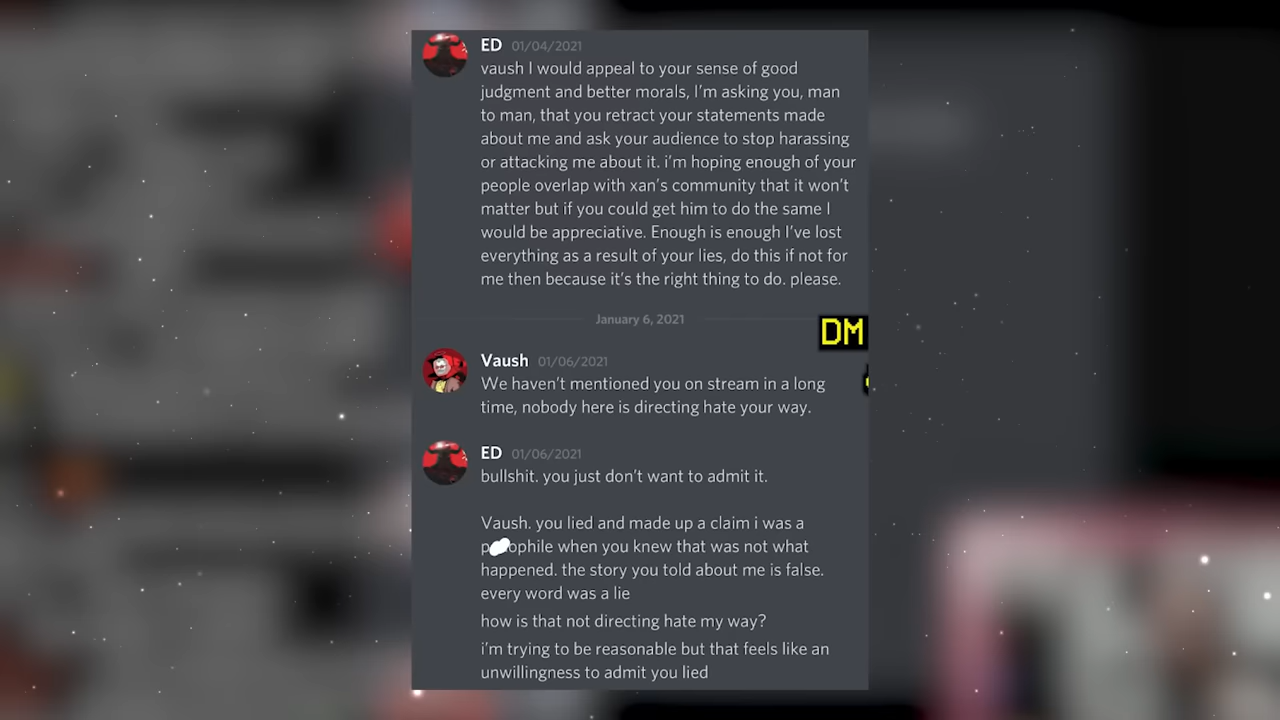 ED 01/04/2021
vaush I would appeal to your sense of good
judgment and better morals, I'm asking you, man
to man, that you retract your statements made
about me and ask your audience to stop harassing
or attacking me about it. i'm hoping enough of your
people overlap with xan's community that it won't
matter but if you could get him to do the same I
would be appreciative. Enough is enough I've lost
everything as a result of your lies, do this if not for
me then because it's the right thing to do. please.
January 6, 2021
DM
Vaush 01/06/2021
We haven't mentioned you on stream in a long
time, nobody here is directing hate your way.
ED 01/06/2021
bullshit. you just don't want to admit it.
Vaush. you lied and made up a claim i was a
p ophile when you knew that was not what
happened. the story you told about me is false.
every word was a lie
how is that not directing hate my way?
i'm trying to be reasonable but that feels like an
unwillingness to admit you lied